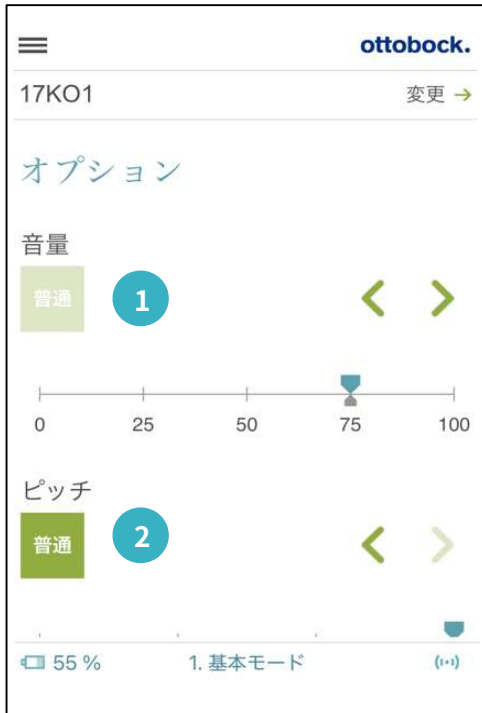 ottobock.
17KO1 変更 →
オプション
音量
普通 1
0 25 50 75 100
ピッチ
普通 2
55 % 1. 基本モード